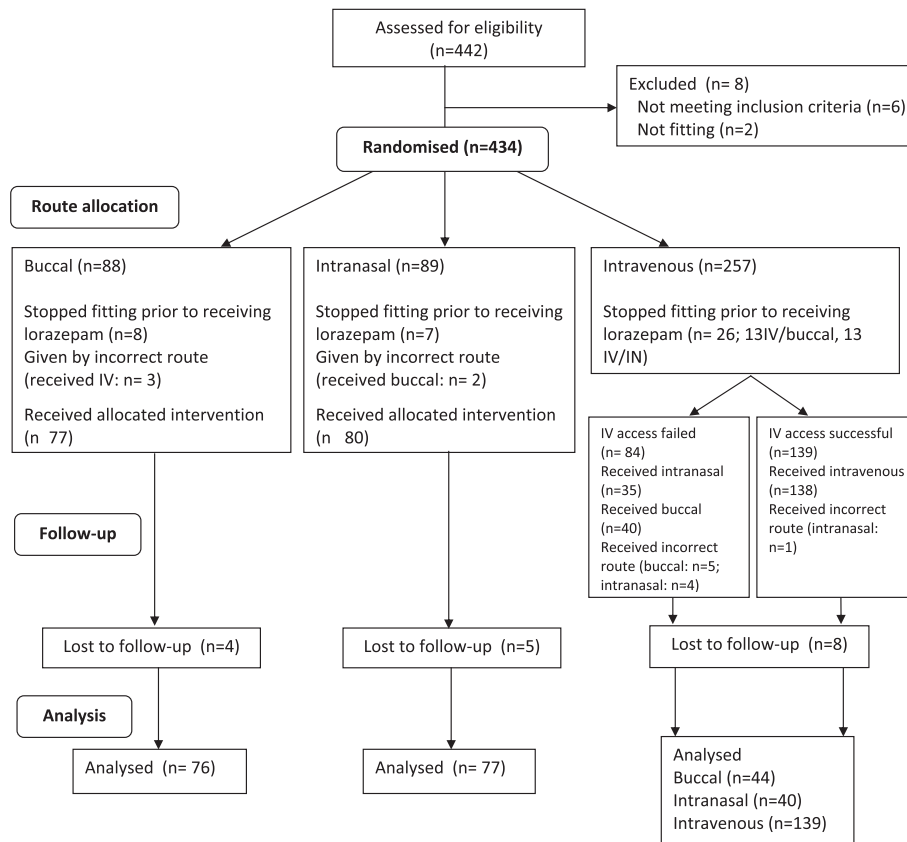 Assessed for eligibility
(n=442)
Excluded (n= 8)
Not meeting inclusion criteria (n=6)
Not fitting (n=2)
Randomised (n=434)
Route allocation
Buccal (n=88)
Stopped fitting prior to receiving
lorazepam (n=8)
Given by incorrect route
(received IV: n= 3)
Received allocated intervention
(n 77)
Intranasal (n=89)
Stopped fitting prior to receiving
lorazepam (n=7)
Given by incorrect route
(received buccal: n= 2)
Received allocated intervention
(n 80)
Intravenous (n=257)
Stopped fitting prior to receiving
lorazepam (n= 26; 13IV/buccal, 13
IV/IN)
IV access failed
(n= 84)
Received intranasal
(n=35)
Received buccal
(n=40)
Received incorrect
route (buccal: n=5;
intranasal: n=4)
IV access successful
(n=139)
Received intravenous
(n=138)
Received incorrect
route (intranasal:
n=1)
Follow-up
Lost to follow-up (n=4)
Lost to follow-up (n=5)
Lost to follow-up (n=8)
Analysis
Analysed (n= 76)
Analysed (n= 77)
Analysed
Buccal (n=44)
Intranasal (n=40)
Intravenous (n=139)